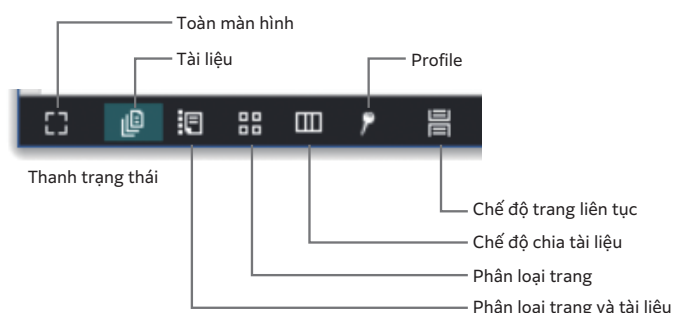 Toàn màn hình
Tài liệu
Profile
Thanh trạng thái
Chế độ trang liên tục
Chế độ chia tài liệu
Phân loại trang
Phân loại trang và tài liệu